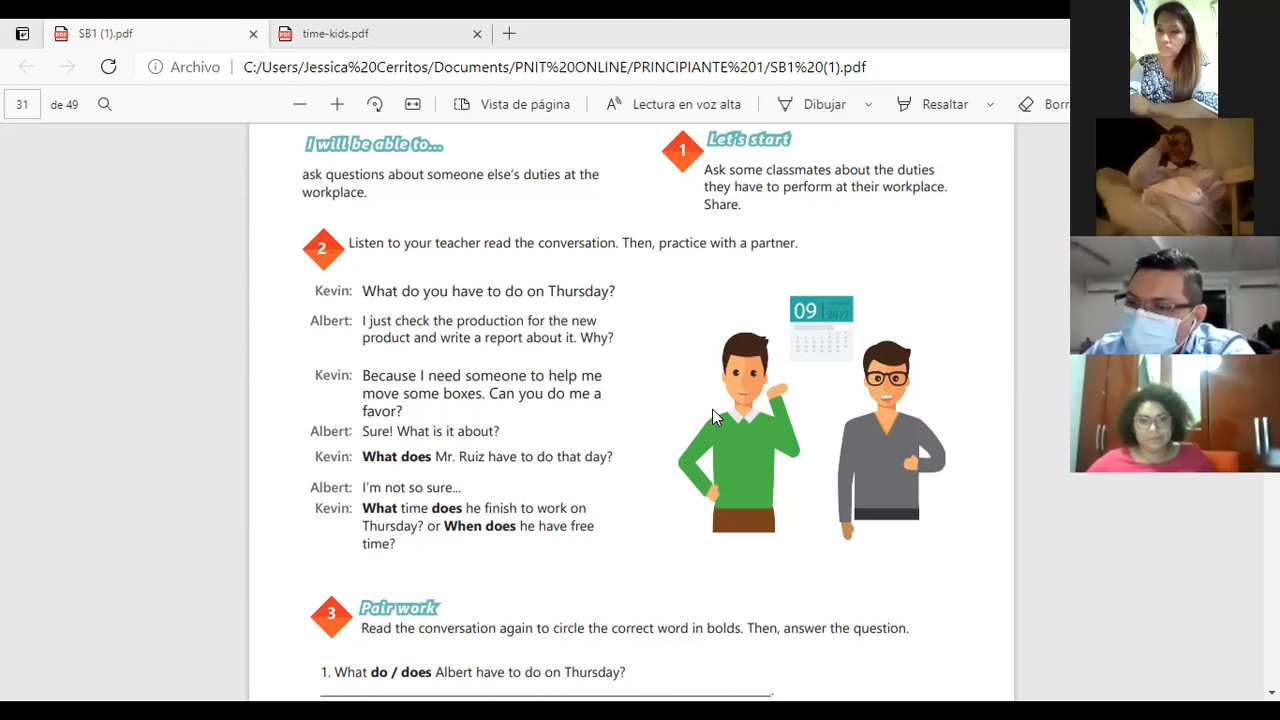 SB1 (1).pdf
time-kids.pdf
Archivo
C:/Users/Jessica%20Cerritos/Documents/PNIT%20ONLINE/PRINCIPIANTE%201/SB1%20(1).pdf
31
de 49
Vista de página
Lectura en voz alta
Dibujar
Resaltar
Borr
I will be able to...
ask questions about someone else's duties at the
workplace.
1
Let's start
Ask some classmates about the duties
they have to perform at their workplace.
Share.
2
Listen to your teacher read the conversation. Then, practice with a partner.
Kevin: What do you have to do on Thursday?
Albert: I just check the production for the new
product and write a report about it. Why?
Kevin: Because I need someone to help me
move some boxes. Can you do me a
favor?
Albert: Sure! What is it about?
Kevin: What does Mr. Ruiz have to do that day?
Albert: I'm not so sure...
Kevin: What time does he finish to work on
Thursday? or When does he have free
time?
09
2017
3
Pair work
Read the conversation again to circle the correct word in bolds. Then, answer the question.
1. What do / does Albert have to do on Thursday?